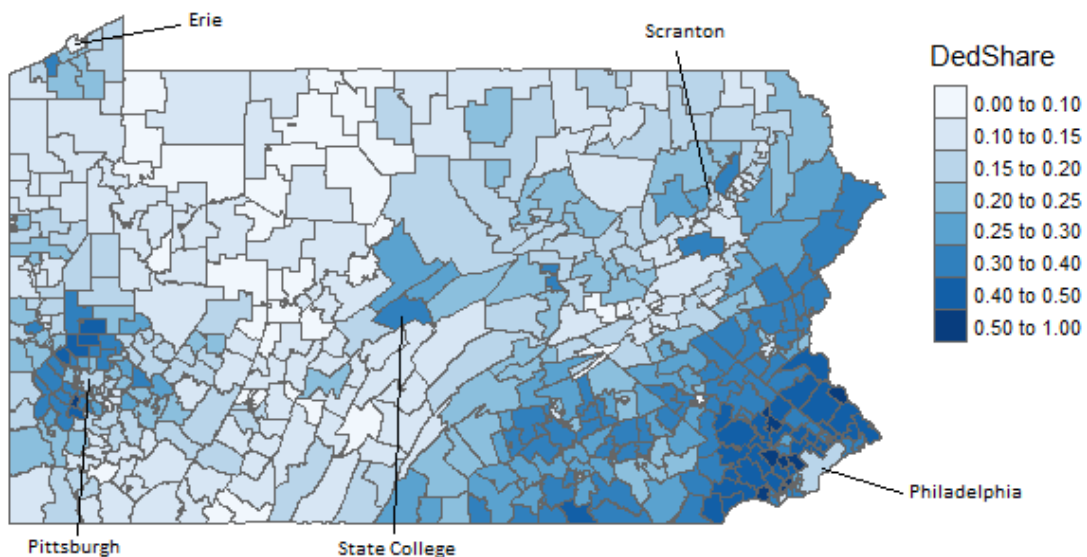 Erie
Scranton
DedShare
0.00 to 0.10
0.10 to 0.15
0.15 to 0.20
0.20 to 0.25
0.25 to 0.30
0.30 to 0.40
0.40 to 0.50
0.50 to 1.00
Philadelphia
Pittsburgh
State College